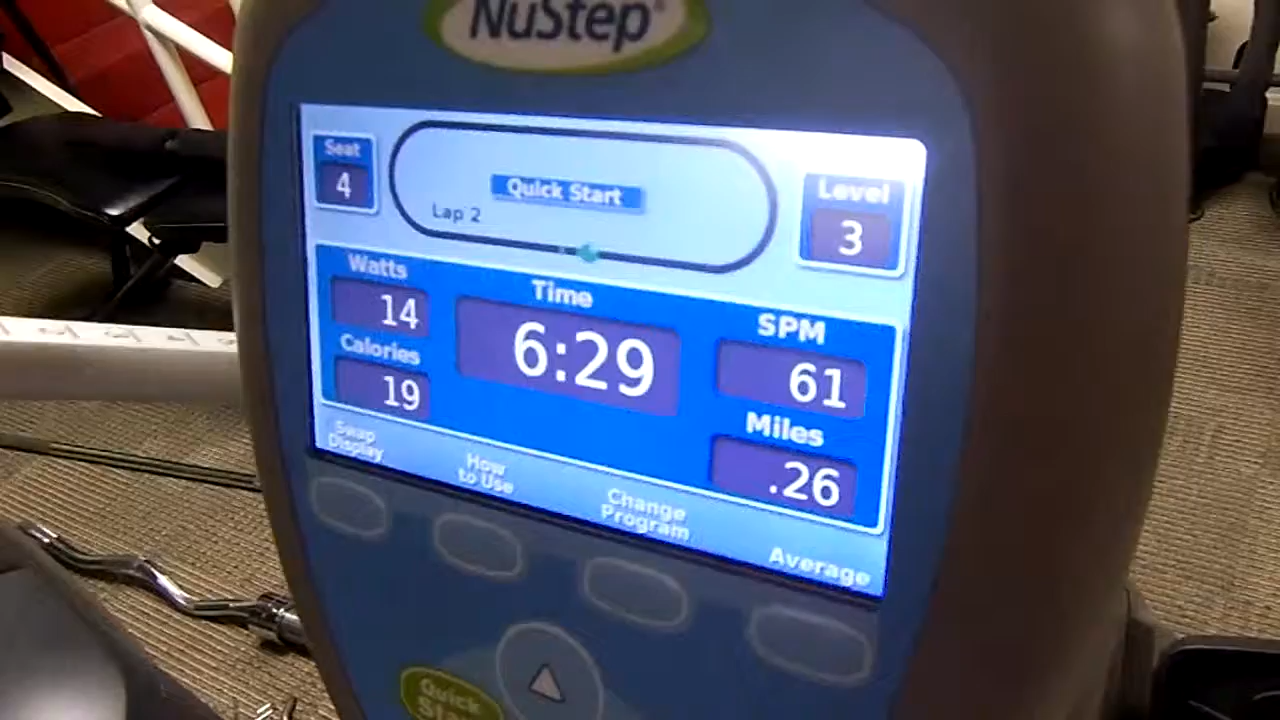 NuStep®
Seat
4
Quick Start
Lap 2
Level
3
Watts
14
Time
6:29
SPM
61
Calories
19
Miles
.26
Swap
Display
How
to Use
Change
Program
Average
Quick